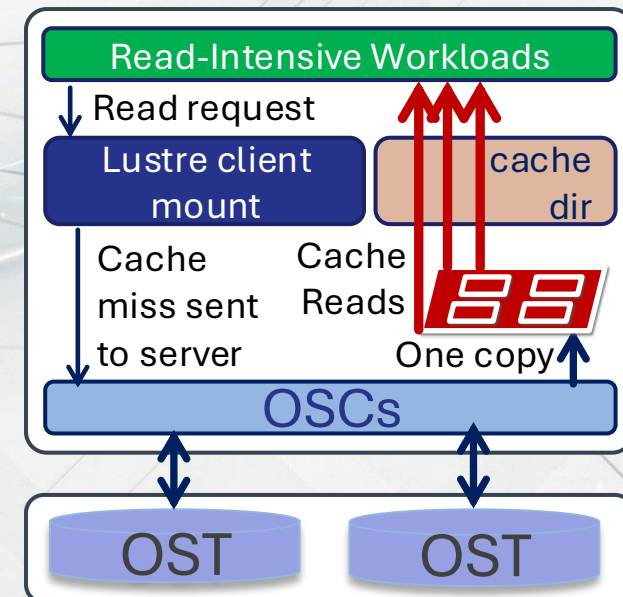 Read-Intensive Workloads
Read request
Lustre client
mount
cache
dir
Cache
miss sent
to server
Cache
Reads
One copy
OSCs
OST
OST